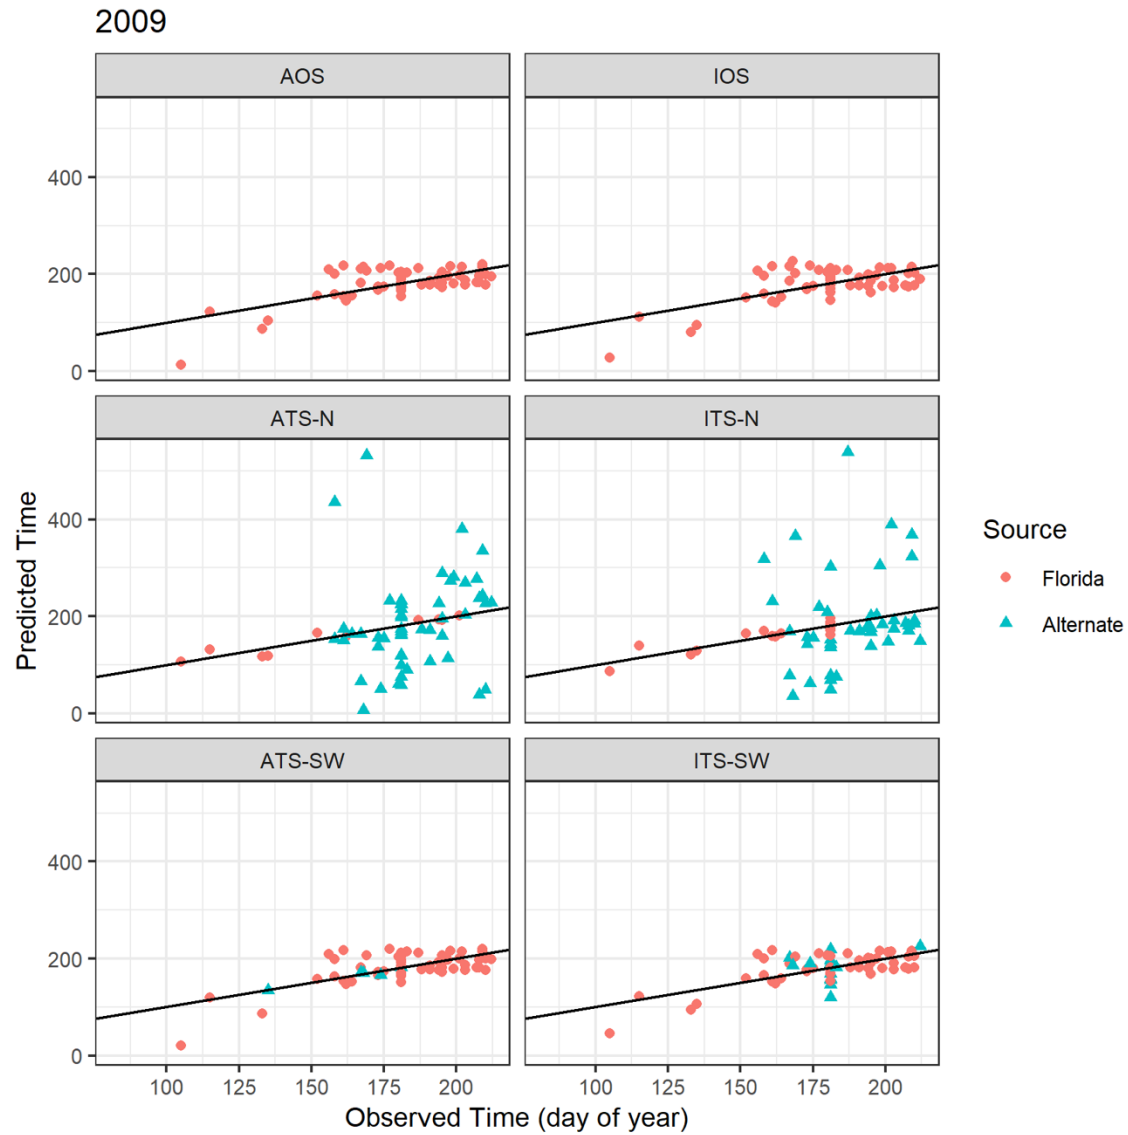 2009
AOS
IOS
400
200
0
ATS-N
ITS-N
400
200
0
ATS-SW
ITS-SW
400
200
0
100 125 150 175 200
100 125 150 175 200
Observed Time (day of year)
Predicted Time
Source
Florida
Alternate